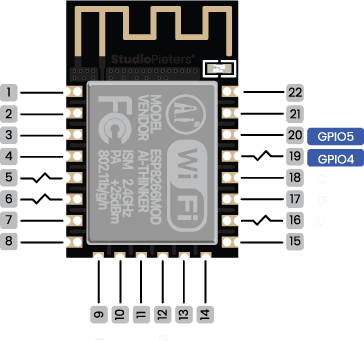 StudioPieters®
1
2
3
4
5
6
7
8
22
21
20 GPIO5
19 GPIO4
18
17
16
15
9
10
11
12
13
14
MODEL ESP8266MOD
VENDOR AI-THINKER
ISM 2.4GHz
PA +25dBm
802.11b/g/n
FC
Ai
WiFi